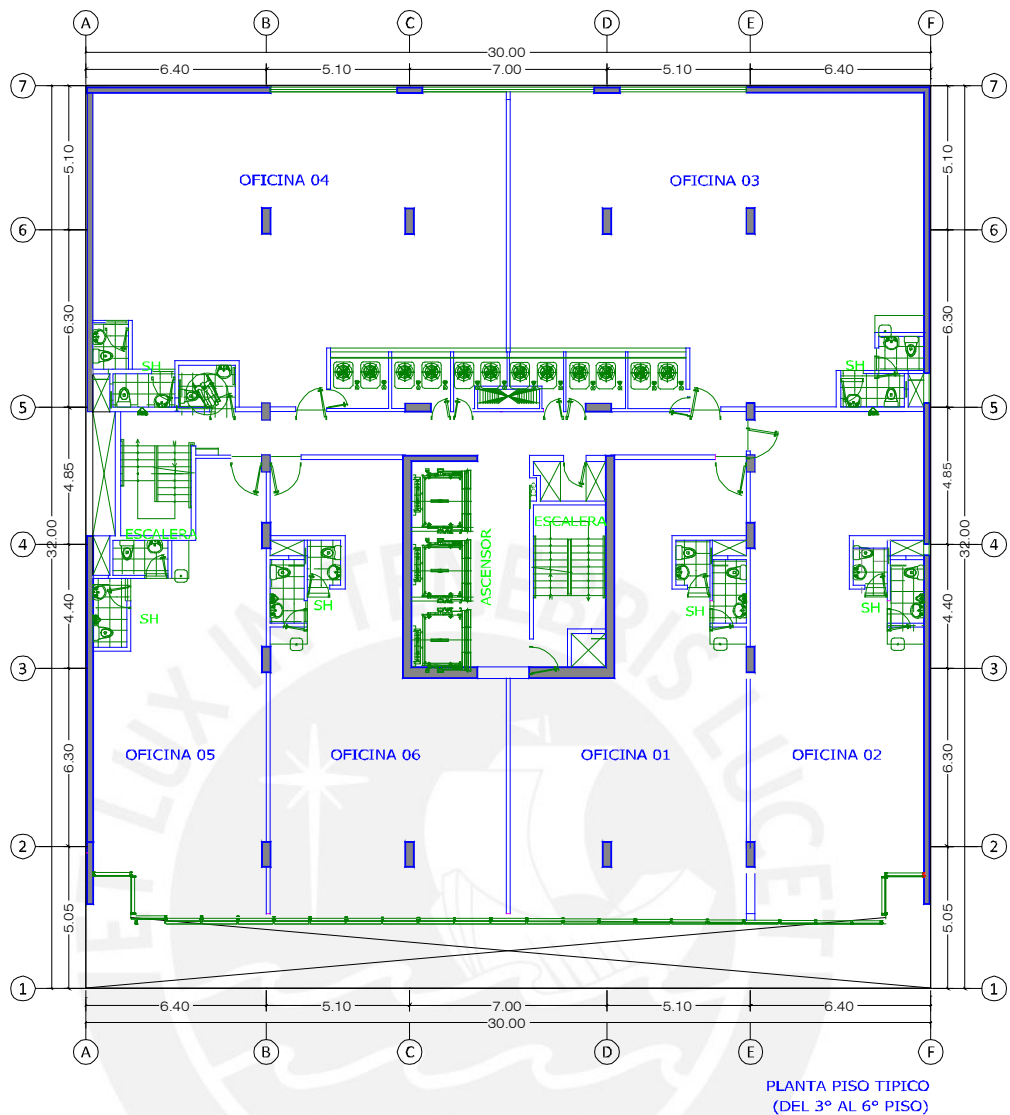 A B C D E F
30.00
6.40 5.10 7.00 5.10 6.40
7 7
5.10 5.10
OFICINA 04 OFICINA 03
6 6
6.30 6.30
SH SH
5 5
4.85 4.85
ESCALERA ESCALERA
4 4
32.00 32.00
ASCENSOR
SH SH SH SH
4.40 4.40
3 3
ET LUX IN TENEBRIS LUCET
6.30 6.30
OFICINA 05 OFICINA 06 OFICINA 01 OFICINA 02
2 2
5.05 5.05
1 1
6.40 5.10 7.00 5.10 6.40
30.00
A B C D E F
PLANTA PISO TIPICO
(DEL 3° AL 6° PISO)